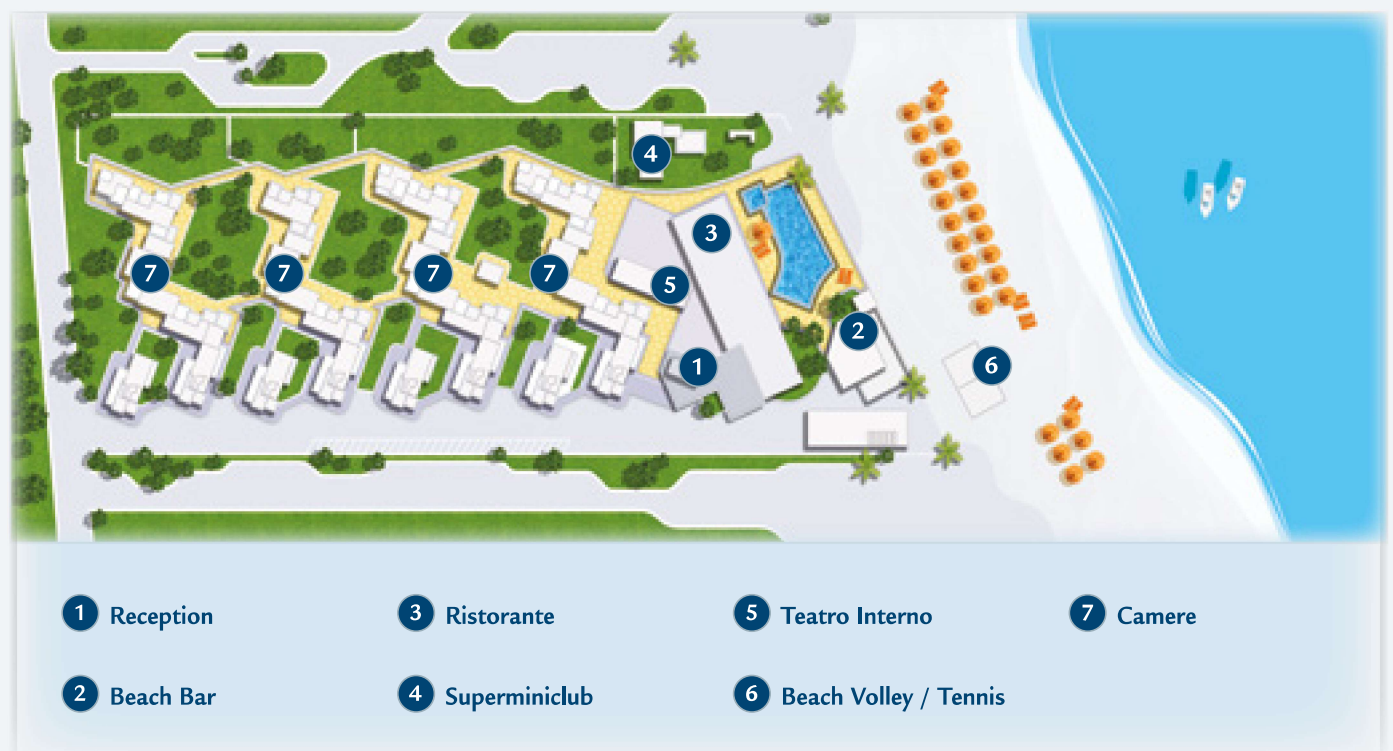 4
3
7
7
7
7
5
2
1
6
1 Reception
3 Ristorante
5 Teatro Interno
7 Camere
2 Beach Bar
4 Superminiclub
6 Beach Volley / Tennis